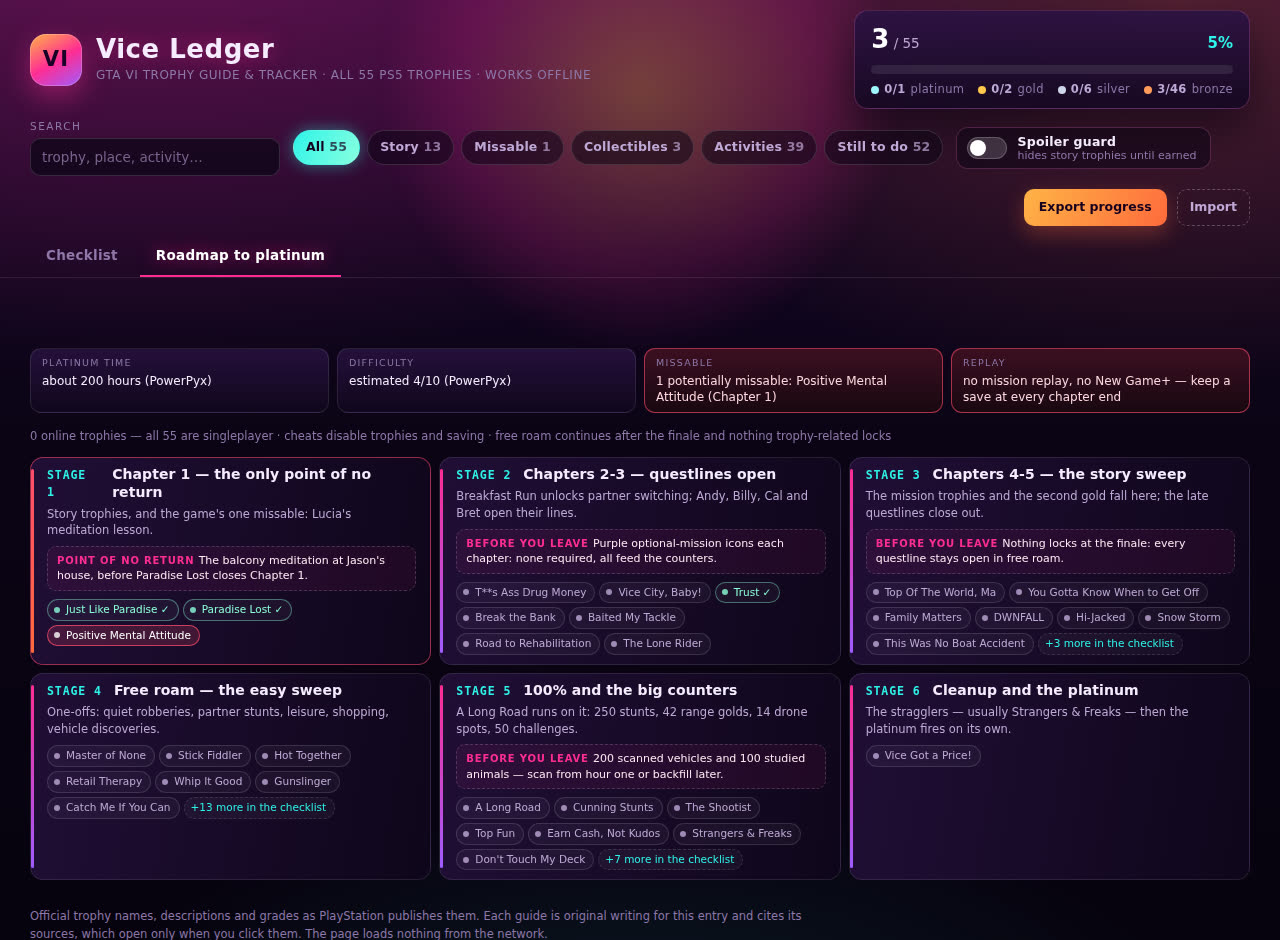 VI
Vice Ledger
GTA VI TROPHY GUIDE & TRACKER · ALL 55 PS5 TROPHIES · WORKS OFFLINE
3 / 55
5%
0/1 platinum
0/2 gold
0/6 silver
3/46 bronze
SEARCH
trophy, place, activity…
All 55
Story 13
Missable 1
Collectibles 3
Activities 39
Still to do 52
Spoiler guard
hides story trophies until earned
Export progress
Import
Checklist
Roadmap to platinum
PLATINUM TIME
about 200 hours (PowerPyx)
DIFFICULTY
estimated 4/10 (PowerPyx)
MISSABLE
1 potentially missable: Positive Mental
Attitude (Chapter 1)
REPLAY
no mission replay, no New Game+ — keep a
save at every chapter end
0 online trophies — all 55 are singleplayer · cheats disable trophies and saving · free roam continues after the finale and nothing trophy-related locks
STAGE 1
Chapter 1 — the only point of no
return
Story trophies, and the game's one missable: Lucia's
meditation lesson.
POINT OF NO RETURN The balcony meditation at Jason's
house, before Paradise Lost closes Chapter 1.
Just Like Paradise ✓
Paradise Lost ✓
Positive Mental Attitude
STAGE 2
Chapters 2-3 — questlines open
Breakfast Run unlocks partner switching; Andy, Billy, Cal and
Bret open their lines.
BEFORE YOU LEAVE Purple optional-mission icons each
chapter: none required, all feed the counters.
T**s Ass Drug Money
Vice City, Baby!
Trust ✓
Break the Bank
Baited My Tackle
Road to Rehabilitation
The Lone Rider
STAGE 3
Chapters 4-5 — the story sweep
The mission trophies and the second gold fall here; the late
questlines close out.
BEFORE YOU LEAVE Nothing locks at the finale: every
questline stays open in free roam.
Top Of The World, Ma
You Gotta Know When to Get Off
Family Matters
DWNFALL
Hi-Jacked
Snow Storm
This Was No Boat Accident
+3 more in the checklist
STAGE 4
Free roam — the easy sweep
One-offs: quiet robberies, partner stunts, leisure, shopping,
vehicle discoveries.
Master of None
Stick Fiddler
Hot Together
Retail Therapy
Whip It Good
Gunslinger
Catch Me If You Can
+13 more in the checklist
STAGE 5
100% and the big counters
A Long Road runs on it: 250 stunts, 42 range golds, 14 drone
spots, 50 challenges.
BEFORE YOU LEAVE 200 scanned vehicles and 100 studied
animals — scan from hour one or backfill later.
A Long Road
Cunning Stunts
The Shootist
Top Fun
Earn Cash, Not Kudos
Strangers & Freaks
Don't Touch My Deck
+7 more in the checklist
STAGE 6
Cleanup and the platinum
The stragglers — usually Strangers & Freaks — then the
platinum fires on its own.
Vice Got a Price!
Official trophy names, descriptions and grades as PlayStation publishes them. Each guide is original writing for this entry and cites its
sources, which open only when you click them. The page loads nothing from the network.